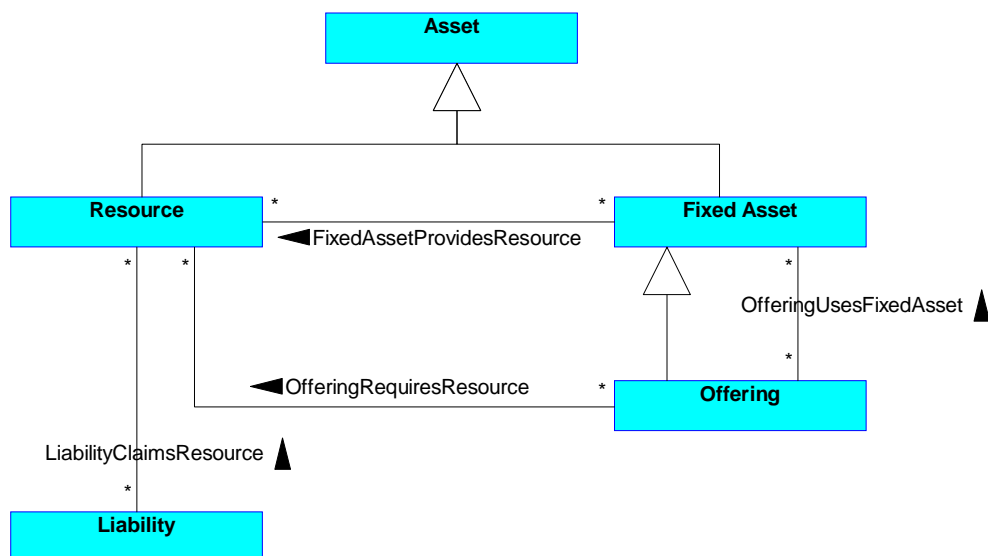 Asset
Resource
Fixed Asset
*
*
FixedAssetProvidesResource
*
*
*
OfferingUsesFixedAsset
*
OfferingRequiresResource
*
Offering
LiabilityClaimsResource
*
Liability